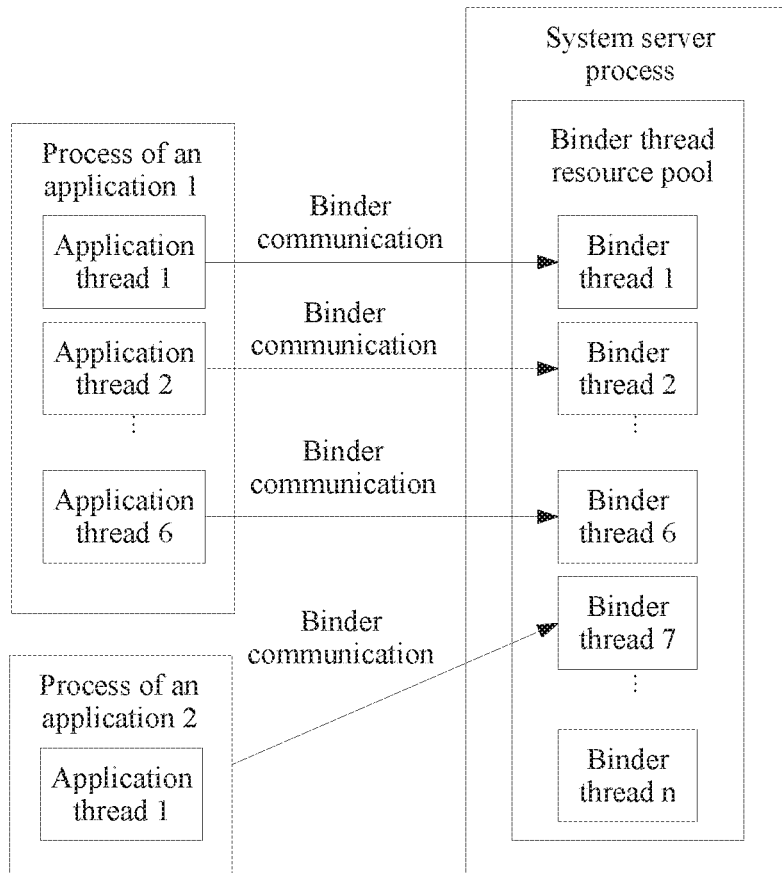 System server
process
Process of an
application 1
Binder thread
resource pool
Application
thread 1
Binder
communication
Binder
thread 1
Application
thread 2
Binder
communication
Binder
thread 2
⋮
⋮
Application
thread 6
Binder
communication
Binder
thread 6
Binder
communication
Binder
thread 7
⋮
Process of an
application 2
Application
thread 1
Binder
thread n